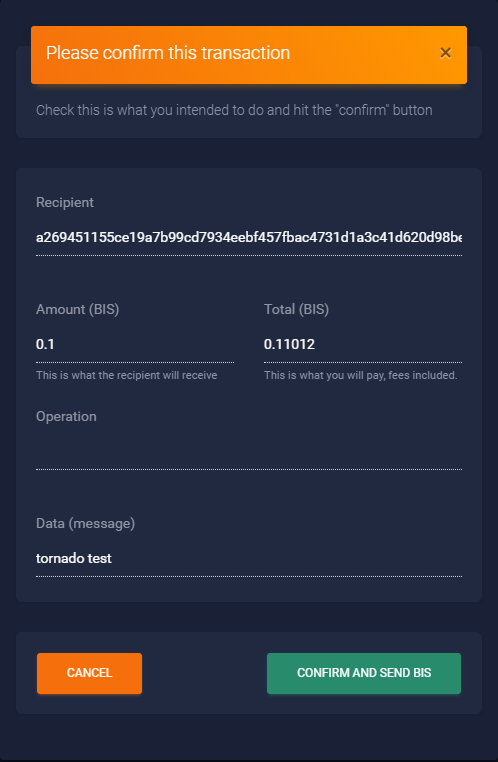 Please confirm this transaction ×
Check this is what you intended to do and hit the "confirm" button
Recipient
a269451155ce19a7b99cd7934eebf457fbac4731d1a3c41d620d98be
Amount (BIS) Total (BIS)
0.1 0.11012
This is what the recipient will receive This is what you will pay, fees included.
Operation
Data (message)
tornado test
CANCEL CONFIRM AND SEND BIS